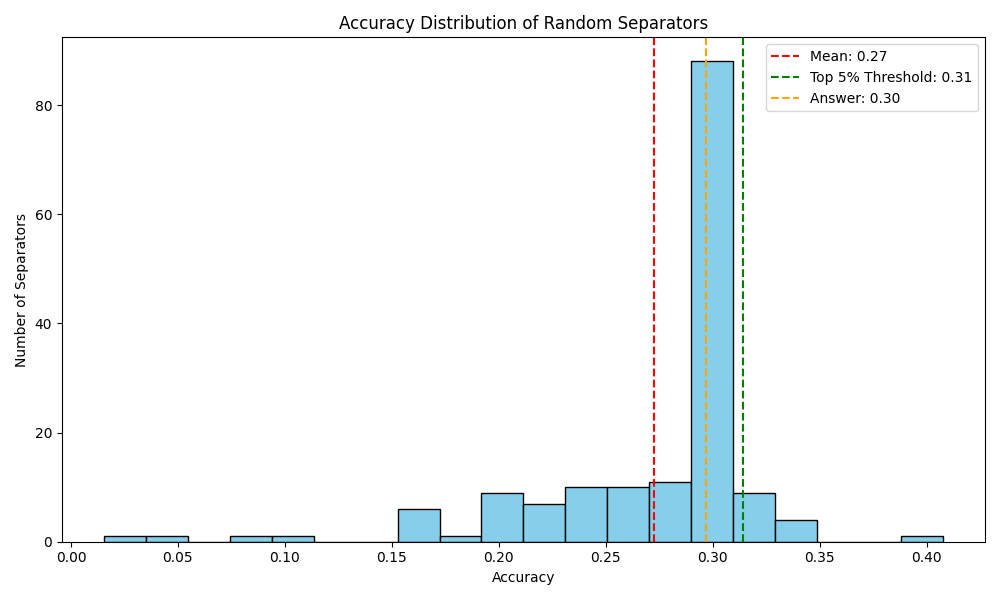 Accuracy Distribution of Random Separators
Mean: 0.27
Top 5% Threshold: 0.31
Answer: 0.30
Number of Separators
80
60
40
20
0
0.00 0.05 0.10 0.15 0.20 0.25 0.30 0.35 0.40
Accuracy